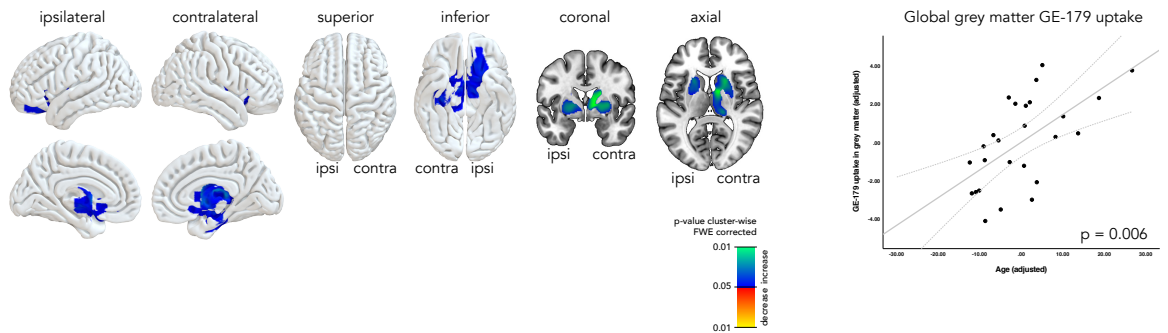 ipsilateral
contralateral
superior
inferior
coronal
axial
ipsi contra
contra ipsi
ipsi contra
ipsi contra
p-value cluster-wise
FWE corrected
0.01
0.05
0.01
decrease increase
Global grey matter GE-179 uptake
GE-179 uptake in grey matter (adjusted)
4.00
2.00
.00
-2.00
-4.00
p = 0.006
-30.00 -20.00 -10.00 .00 10.00 20.00 30.00
Age (adjusted)